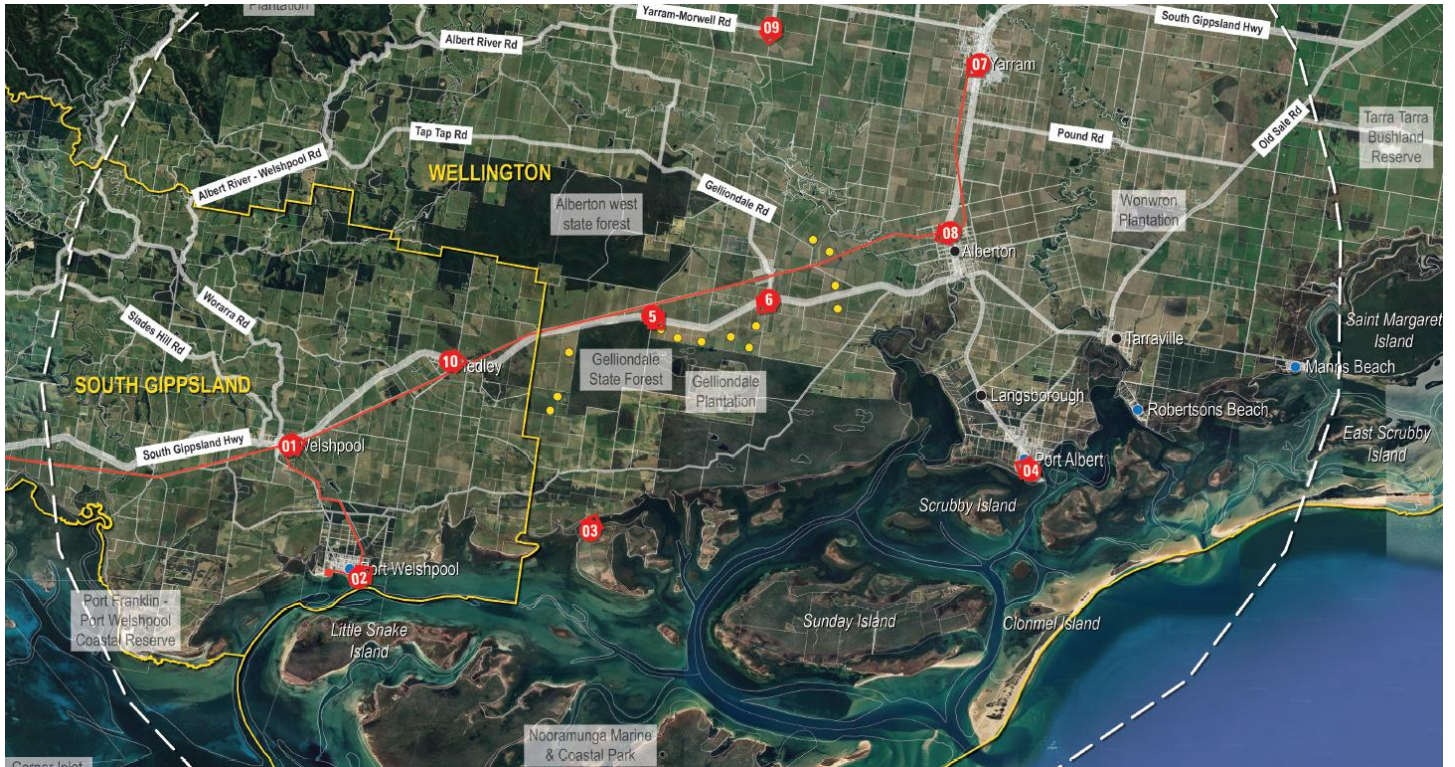 Plantation
Yarram-Morwell Rd
09
South Gippsland Hwy
Albert River Rd
07
Yarram
Tap Tap Rd
Pound Rd
Old Sale Rd
Tarra Tarra
Bushland
Reserve
Albert River - Welshpool Rd
WELLINGTON
Alberton west
state forest
Gelliondale Rd
Wonwron
Plantation
08
Alberton
Worarra Rd
Slades Hill Rd
5
6
Saint Margaret
Island
Tarraville
10
Hedley
Gelliondale
State Forest
Gelliondale
Plantation
Manns Beach
SOUTH GIPPSLAND
Langsborough
Robertsons Beach
South Gippsland Hwy
01
Welshpool
East Scrubby
Island
Port Albert
04
Scrubby Island
03
02
Port Welshpool
Port Franklin -
Port Welshpool
Coastal Reserve
Little Snake
Island
Sunday Island
Clonmel Island
Nooramunga Marine
& Coastal Park
Corner Inlet